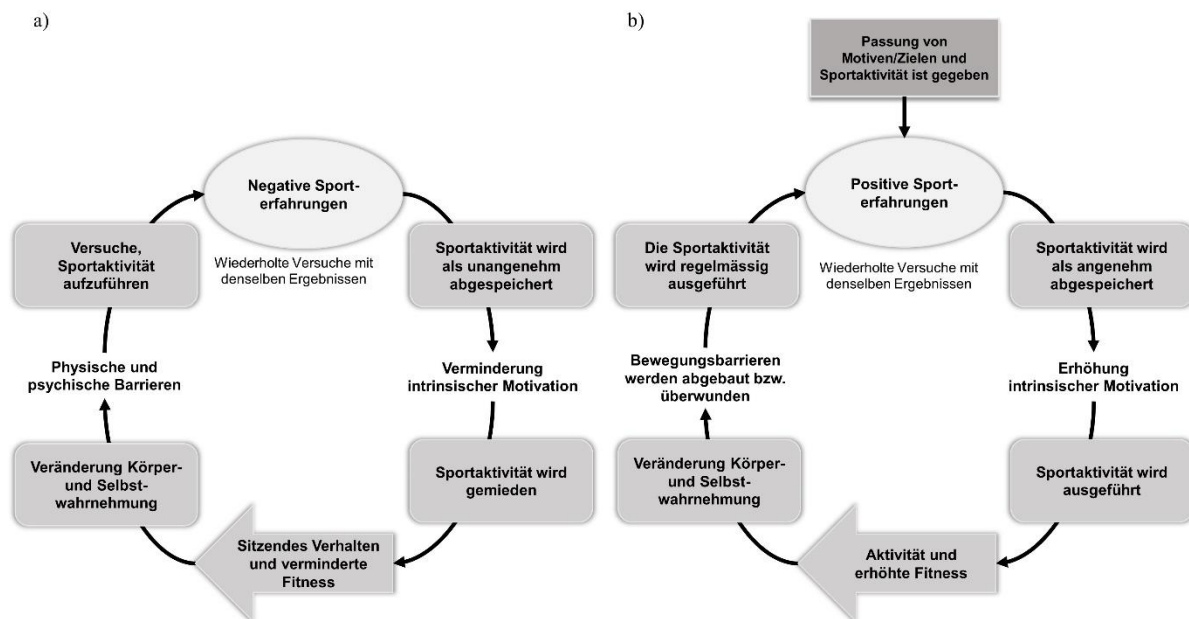 a)
Negative Sport-
erfahrungen
Wiederholte Versuche mit
denselben Ergebnissen
Sportaktivität wird
als unangenehm
abgespeichert
Verminderung
intrinsischer Motivation
Sportaktivität wird
gemieden
Sitzendes Verhalten
und verminderte
Fitness
Veränderung Körper-
und Selbst-
wahrnehmung
Physische und
psychische Barrieren
Versuche,
Sportaktivität
aufzuführen
b)
Passung von
Motiven/Zielen und
Sportaktivität ist gegeben
Positive Sport-
erfahrungen
Wiederholte Versuche mit
denselben Ergebnissen
Sportaktivität wird
als angenehm
abgespeichert
Erhöhung
intrinsischer Motivation
Sportaktivität wird
ausgeführt
Aktivität und
erhöhte Fitness
Veränderung Körper-
und Selbst-
wahrnehmung
Bewegungsbarrieren
werden abgebaut bzw.
überwunden
Die Sportaktivität
wird regelmässig
ausgeführt